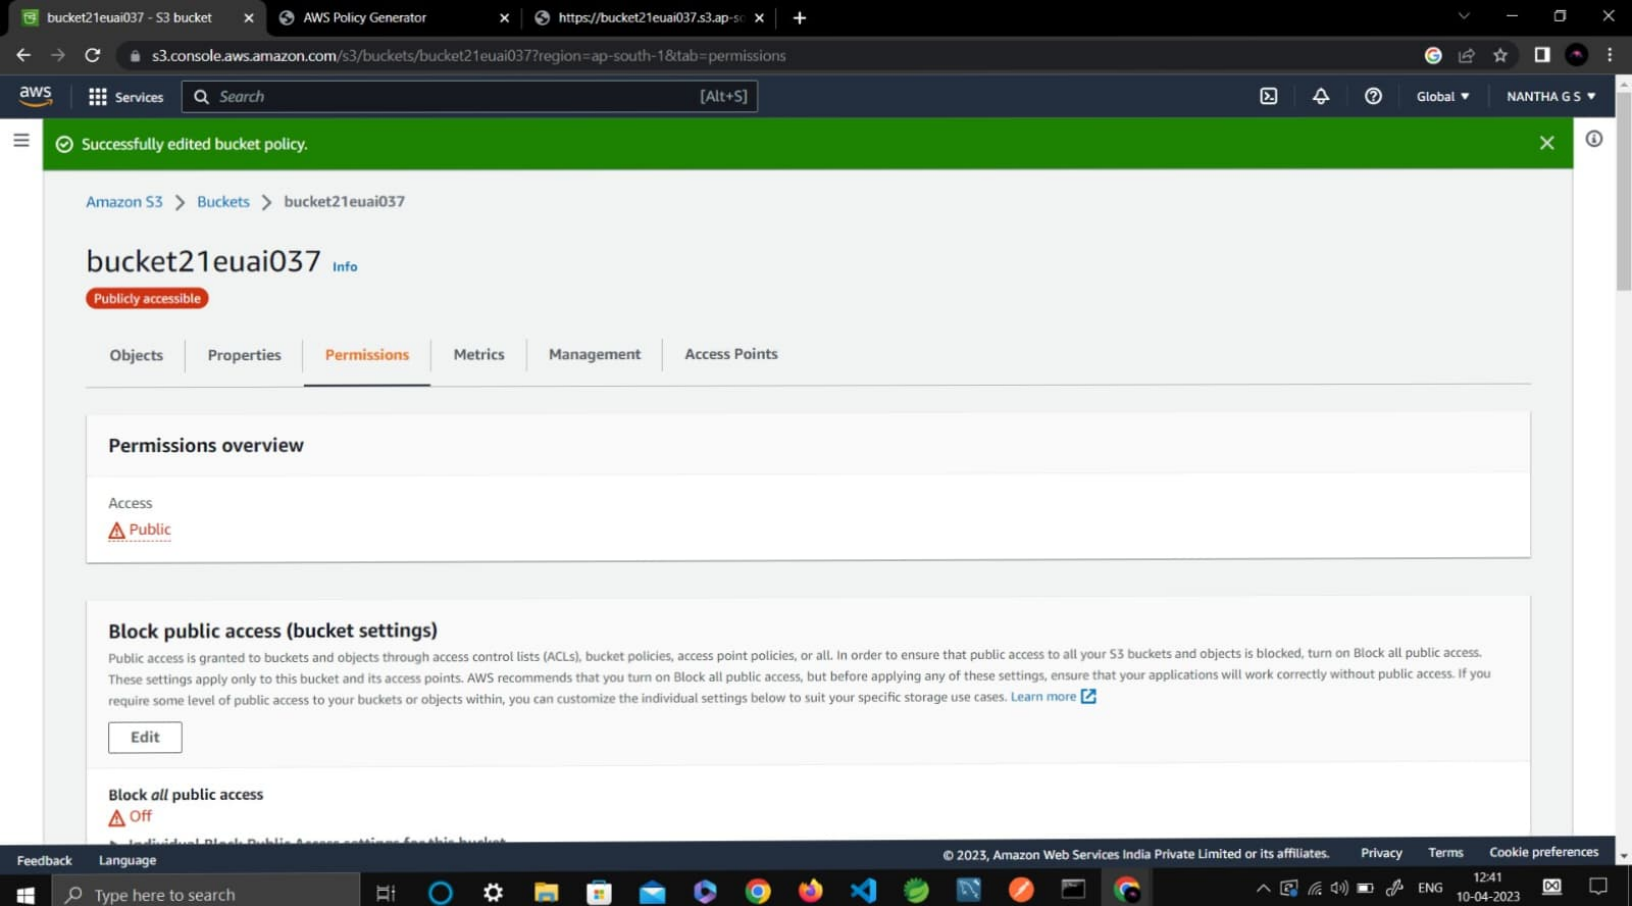 bucket21euai037 - S3 bucket
AWS Policy Generator
https://bucket21euai037.s3.ap-so
s3.console.aws.amazon.com/s3/buckets/bucket21euai037?region=ap-south-1&tab=permissions
aws
Services
Search
[Alt+S]
Global
NANTHA G S
Successfully edited bucket policy.
Amazon S3 > Buckets > bucket21euai037
bucket21euai037 Info
Publicly accessible
Objects
Properties
Permissions
Metrics
Management
Access Points
Permissions overview
Access
Public
Block public access (bucket settings)
Public access is granted to buckets and objects through access control lists (ACLs), bucket policies, access point policies, or all. In order to ensure that public access to all your S3 buckets and objects is blocked, turn on Block all public access.
These settings apply only to this bucket and its access points. AWS recommends that you turn on Block all public access, but before applying any of these settings, ensure that your applications will work correctly without public access. If you
require some level of public access to your buckets or objects within, you can customize the individual settings below to suit your specific storage use cases. Learn more
Edit
Block all public access
Off
Individual Block Public Access settings for this bucket
Feedback
Language
© 2023, Amazon Web Services India Private Limited or its affiliates.
Privacy
Terms
Cookie preferences
Type here to search
ENG
12:41
10-04-2023